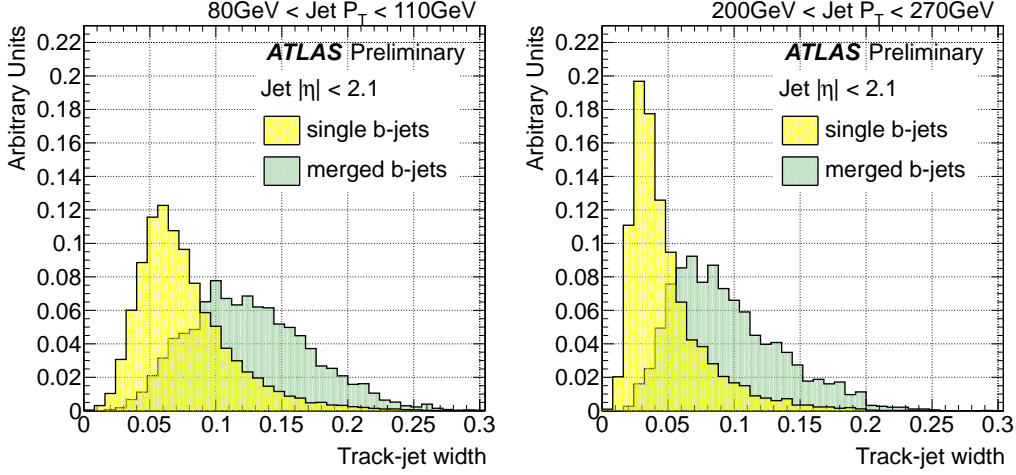 80GeV < Jet P_T < 110GeV
Arbitrary Units
0.22
0.2
0.18
0.16
0.14
0.12
0.1
0.08
0.06
0.04
0.02
0
ATLAS Preliminary
Jet |η| < 2.1
single b-jets
merged b-jets
0 0.05 0.1 0.15 0.2 0.25 0.3
Track-jet width
200GeV < Jet P_T < 270GeV
Arbitrary Units
0.22
0.2
0.18
0.16
0.14
0.12
0.1
0.08
0.06
0.04
0.02
0
ATLAS Preliminary
Jet |η| < 2.1
single b-jets
merged b-jets
0 0.05 0.1 0.15 0.2 0.25 0.3
Track-jet width